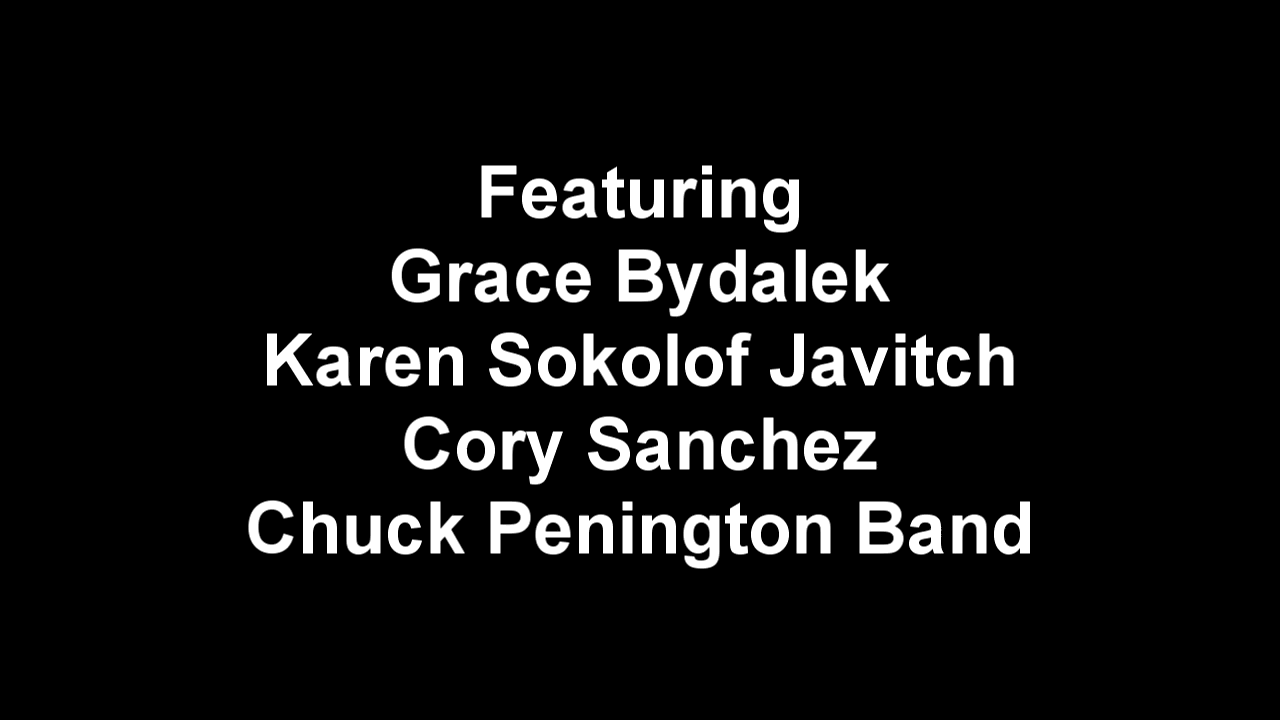 Featuring
Grace Bydalek
Karen Sokolof Javitch
Cory Sanchez
Chuck Penington Band